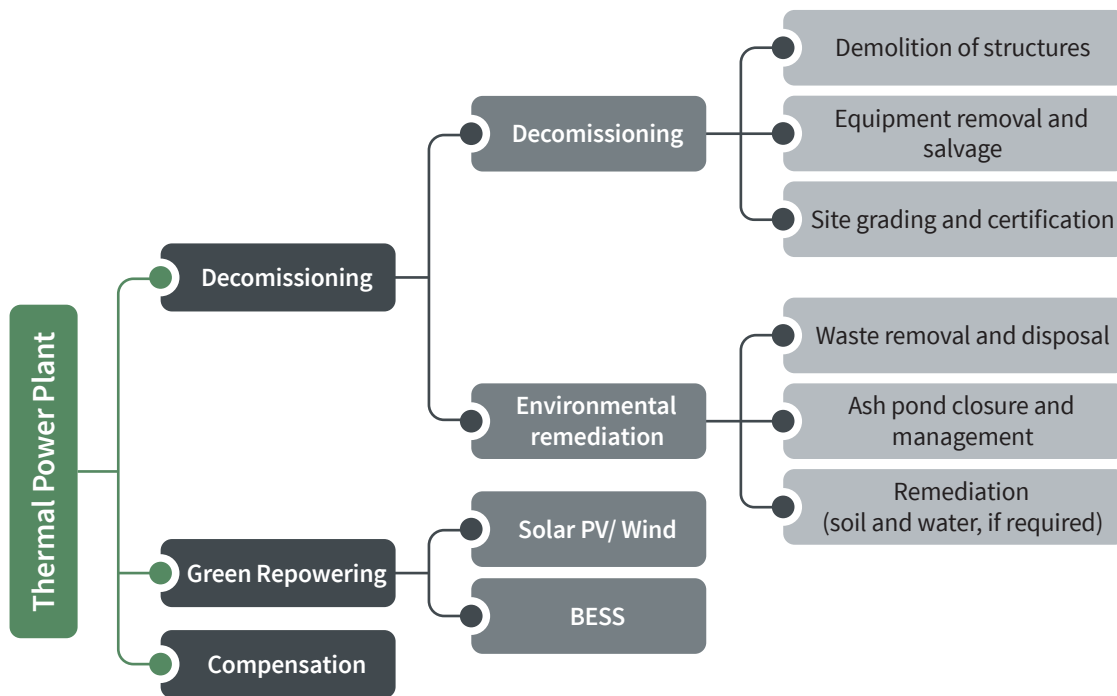 Thermal Power Plant
Decomissioning
Decomissioning
Demolition of structures
Equipment removal and
salvage
Site grading and certification
Environmental
remediation
Waste removal and disposal
Ash pond closure and
management
Remediation
(soil and water, if required)
Green Repowering
Solar PV/ Wind
BESS
Compensation